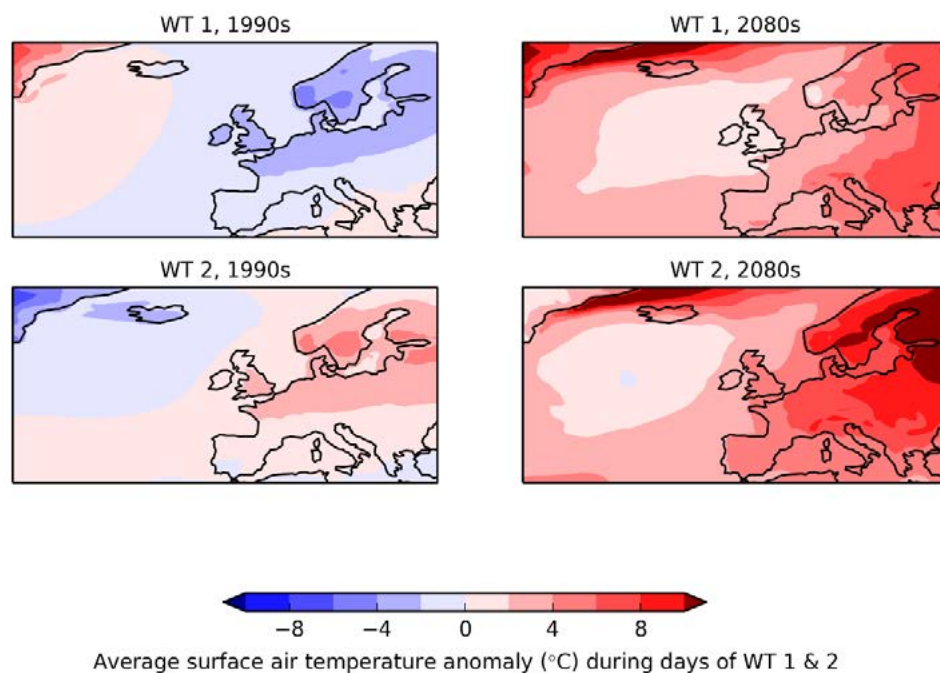 WT 1, 1990s
WT 1, 2080s
WT 2, 1990s
WT 2, 2080s
−8 −4 0 4 8
Average surface air temperature anomaly (°C) during days of WT 1 & 2